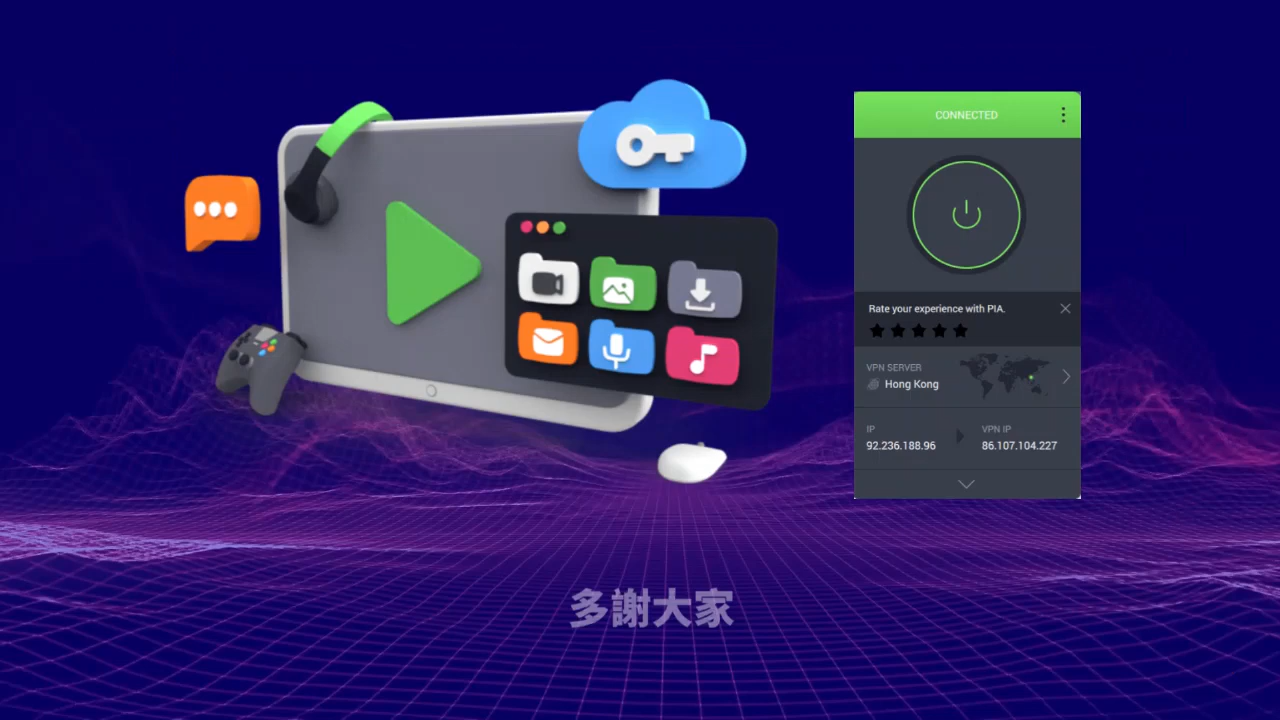 CONNECTED
Rate your experience with PIA.
VPN SERVER
Hong Kong
IP
92.236.188.96
VPN IP
86.107.104.227
多謝大家